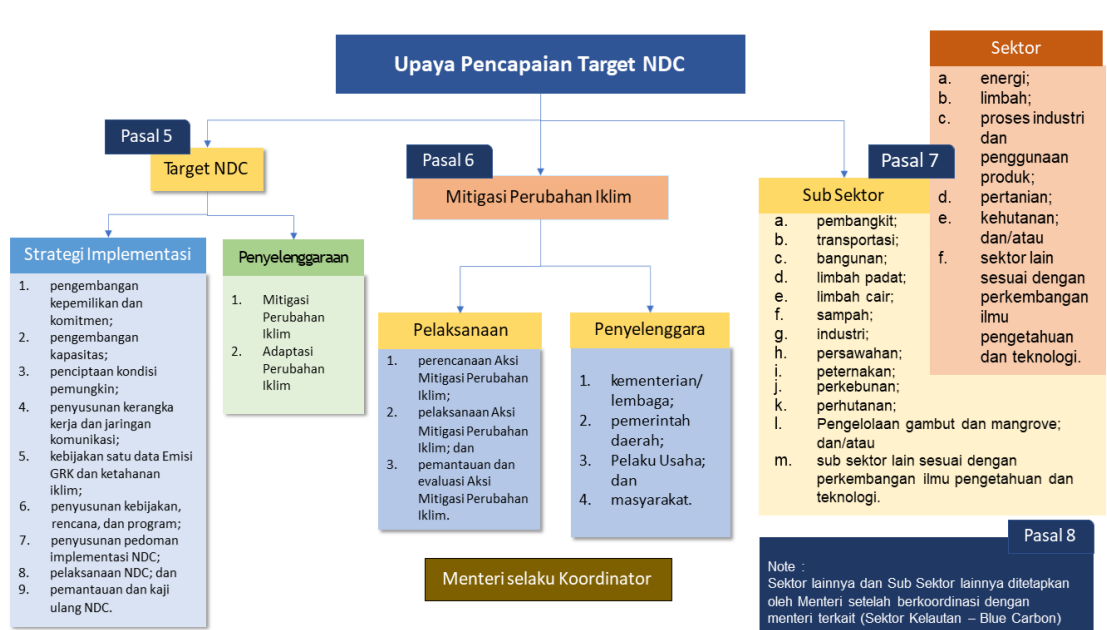 Upaya Pencapaian Target NDC
Pasal 5
Target NDC
Strategi Implementasi
1. pengembangan
kepemilikan dan
komitmen;
2. pengembangan
kapasitas;
3. penciptaan kondisi
pemungkin;
4. penyusunan kerangka
kerja dan jaringan
komunikasi;
5. kebijakan satu data Emisi
GRK dan ketahanan
iklim;
6. penyusunan kebijakan,
rencana, dan program;
7. penyusunan pedoman
implementasi NDC;
8. pelaksanaan NDC; dan
9. pemantauan dan kaji
ulang NDC.
Penyelenggaraan
1. Mitigasi
Perubahan
Iklim
2. Adaptasi
Perubahan
Iklim
Pasal 6
Mitigasi Perubahan Iklim
Pelaksanaan
1. perencanaan Aksi
Mitigasi Perubahan
Iklim;
2. pelaksanaan Aksi
Mitigasi Perubahan
Iklim; dan
3. pemantauan dan
evaluasi Aksi
Mitigasi Perubahan
Iklim.
Penyelenggara
1. kementerian/
lembaga;
2. pemerintah
daerah;
3. Pelaku Usaha;
dan
4. masyarakat.
Menteri selaku Koordinator
Pasal 7
Sub Sektor
a. pembangkit;
b. transportasi;
c. bangunan;
d. limbah padat;
e. limbah cair;
f. sampah;
g. industri;
h. persawahan;
i. peternakan;
j. perkebunan;
k. perhutanan;
l. Pengelolaan gambut dan mangrove;
dan/atau
m. sub sektor lain sesuai dengan
perkembangan ilmu pengetahuan dan
teknologi.
Sektor
a. energi;
b. limbah;
c. proses industri
dan
penggunaan
produk;
d. pertanian;
e. kehutanan;
dan/atau
f. sektor lain
sesuai dengan
perkembangan
ilmu
pengetahuan
dan teknologi.
Pasal 8
Note :
Sektor lainnya dan Sub Sektor lainnya ditetapkan
oleh Menteri setelah berkoordinasi dengan
menteri terkait (Sektor Kelautan – Blue Carbon)